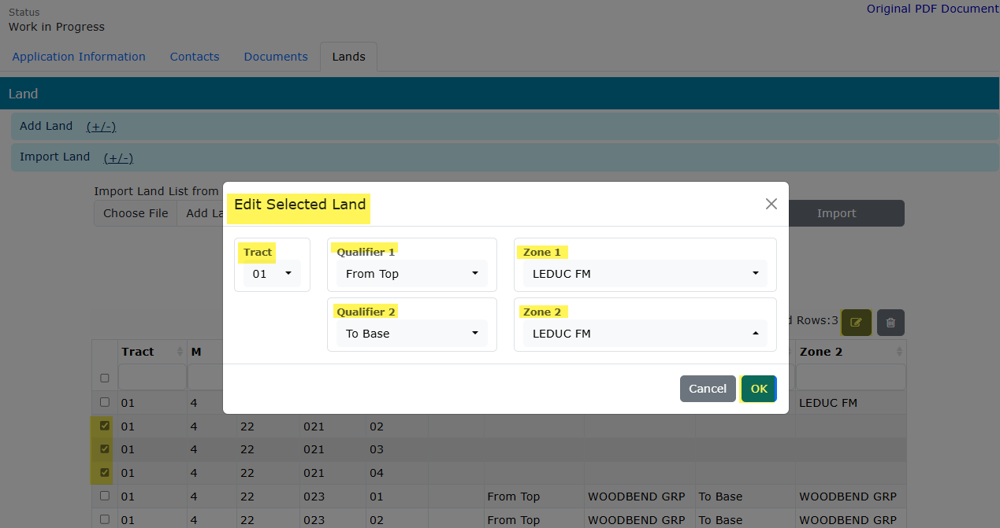 Status
Original PDF Document
Work in Progress
Application Information Contacts Documents Lands
Land
Add Land (+/-)
Import Land (+/-)
Import Land List from
Choose File Add La
Import
Edit Selected Land
Tract Qualifier 1 Zone 1
01 From Top LEDUC FM
Qualifier 2 Zone 2
To Base LEDUC FM
Cancel OK
d Rows:3
Tract M Zone 2
01 4 LEDUC FM
01 4 22 021 02
01 4 22 021 03
01 4 22 021 04
01 4 22 023 01 From Top WOODBEND GRP To Base WOODBEND GRP
01 4 22 023 02 From Top WOODBEND GRP To Base WOODBEND GRP